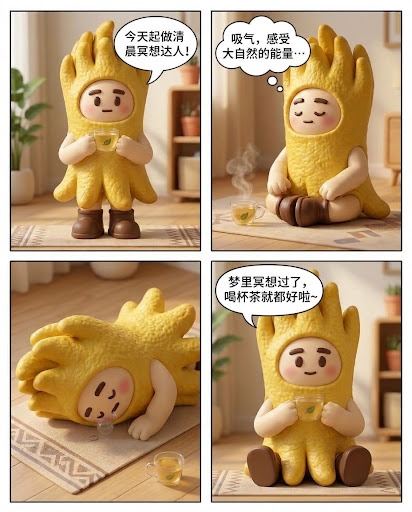 今天起做清
晨冥想达人!
吸气，感受
大自然的能量…
梦里冥想过了，
喝杯茶就都好啦~